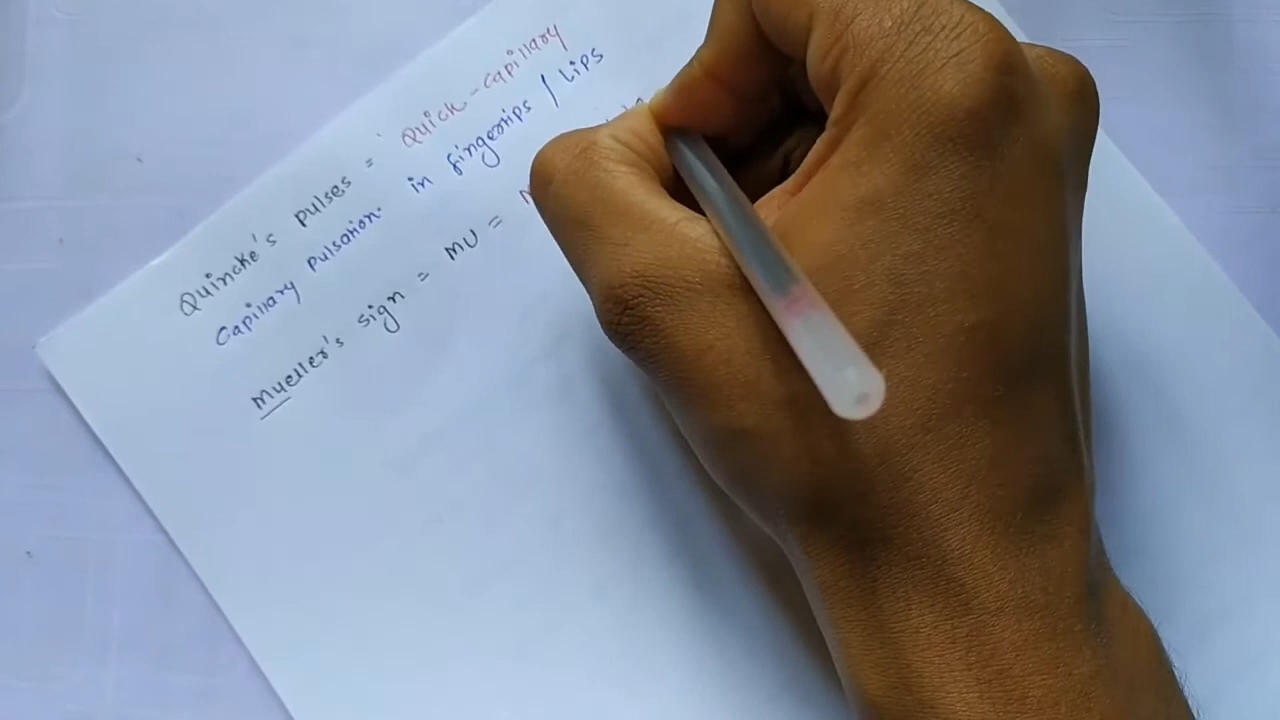 Quincke's pulses = Quick - capillary
Capillary pulsation in fingertips / Lips
Mueller's sign = MU =